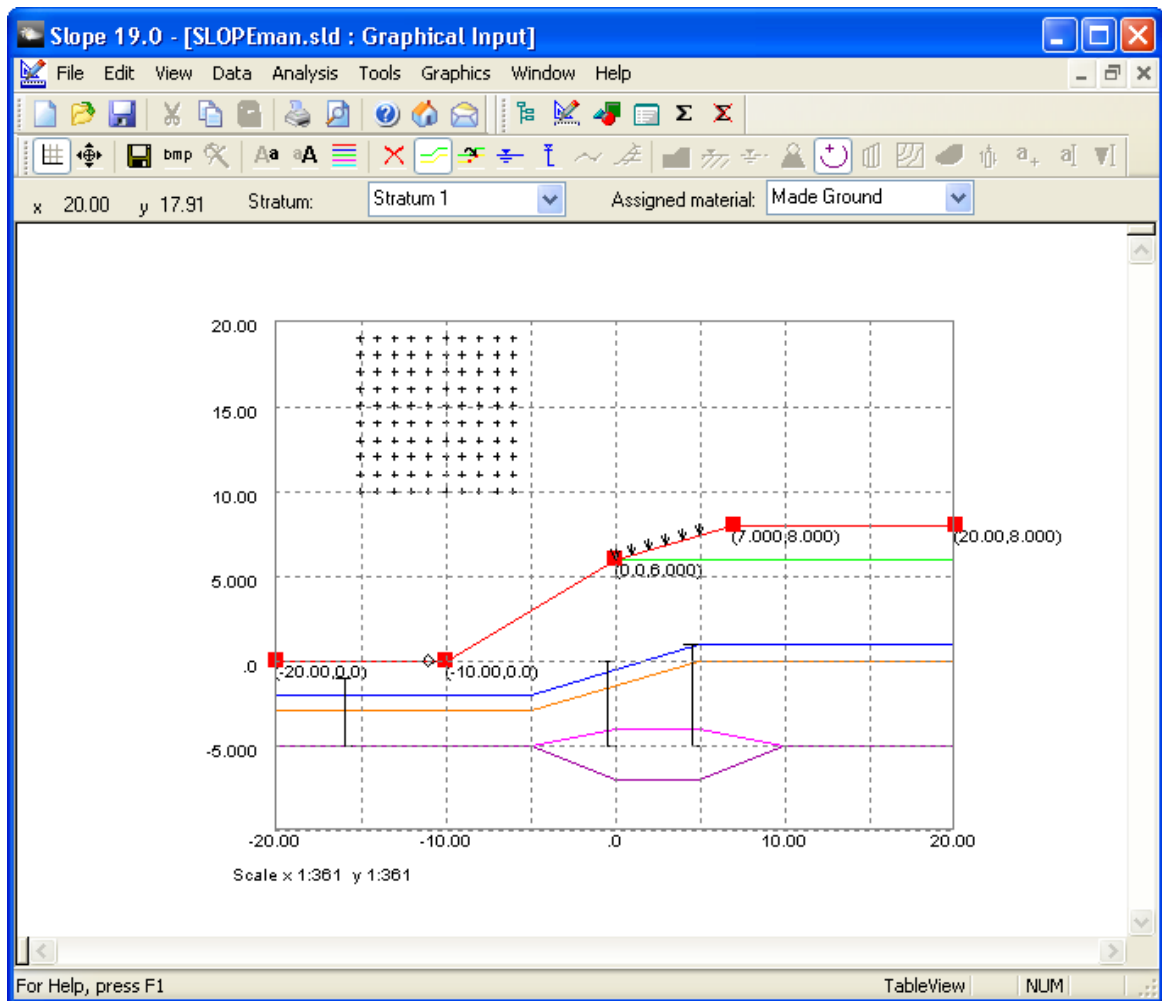 Slope 19.0 - [SLOPEman.sld : Graphical Input]
File Edit View Data Analysis Tools Graphics Window Help
Σ Σ
bmp Aa aA a+ a
x 20.00 y 17.91 Stratum: Stratum 1 Assigned material: Made Ground
20.00
15.00
10.00
(7.000,8.000) (20.00,8.000)
5.000 (0.0,6.000)
.0 (-20.00,0.0) (-10.00,0.0)
-5.000
-20.00 -10.00 .0 10.00 20.00
Scale x 1:361 y 1:361
For Help, press F1 TableView NUM